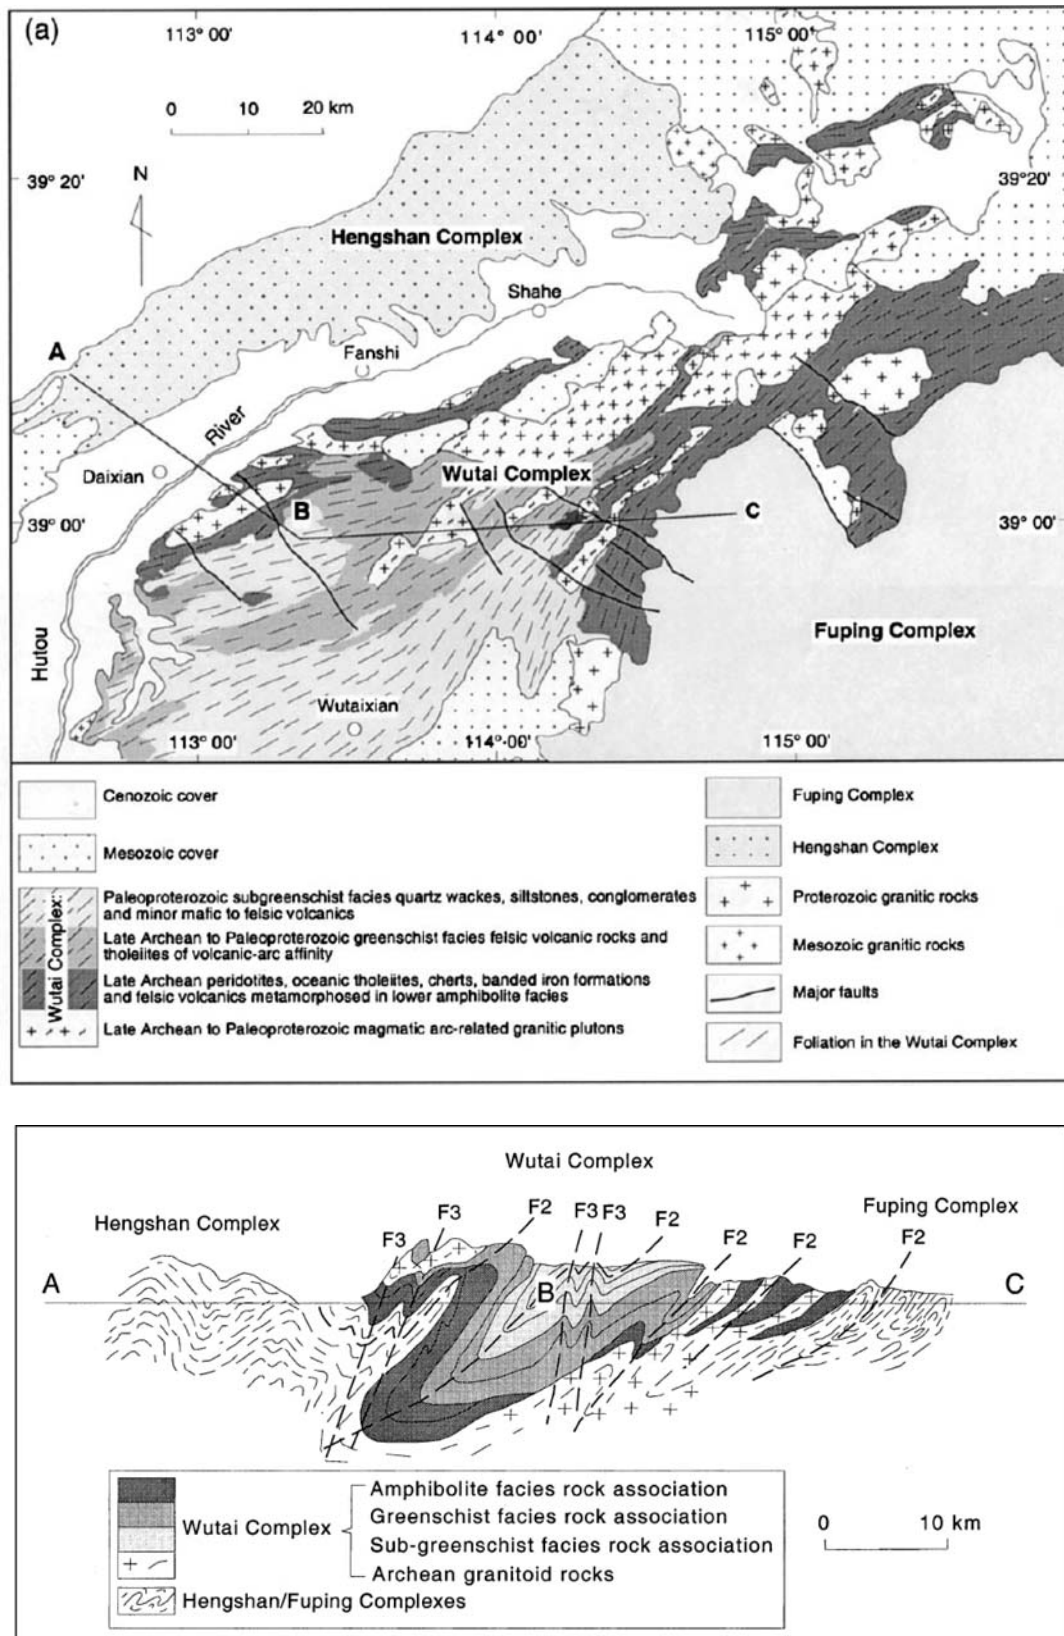 (a)
113° 00'
114° 00'
115° 00'
0 10 20 km
39° 20'
N
39° 20'
Hengshan Complex
Shahe
A
Fanshi
River
Daixian
Wutai Complex
39° 00'
B
C
39° 00'
Fuping Complex
Hutou
Wutaixian
113° 00'
114° 00'
115° 00'
Cenozoic cover
Mesozoic cover
Wutai Complex:
Paleoproterozoic subgreenschist facies quartz wackes, siltstones, conglomerates
and minor mafic to felsic volcanics
Late Archean to Paleoproterozoic greenschist facies felsic volcanic rocks and
tholeiites of volcanic-arc affinity
Late Archean peridotites, oceanic tholeiites, cherts, banded iron formations
and felsic volcanics metamorphosed in lower amphibolite facies
Late Archean to Paleoproterozoic magmatic arc-related granitic plutons
Fuping Complex
Hengshan Complex
Proterozoic granitic rocks
Mesozoic granitic rocks
Major faults
Foliation in the Wutai Complex
Wutai Complex
Hengshan Complex
Fuping Complex
F3 F3 F2 F3 F3 F2 F2 F2 F2
A
B
C
Wutai Complex
Amphibolite facies rock association
Greenschist facies rock association
Sub-greenschist facies rock association
Archean granitoid rocks
Hengshan/Fuping Complexes
0 10 km